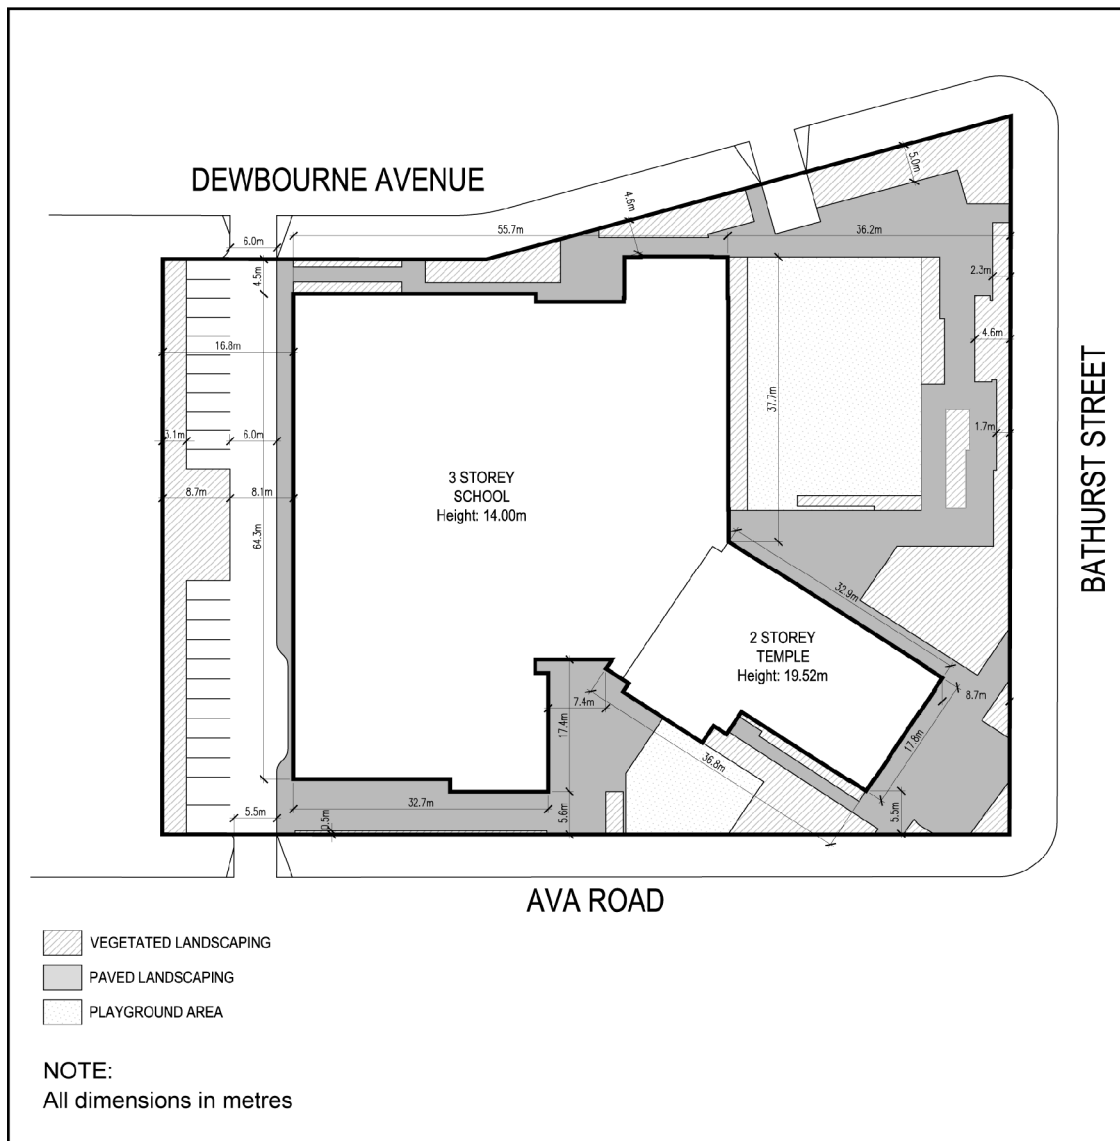 DEWBOURNE AVENUE
5.0m
4.6m
6.0m
55.7m
36.2m
4.5m
2.3m
16.8m
4.6m
37.7m
BATHURST STREET
6.0m
1.7m
3 STOREY
SCHOOL
Height: 14.00m
8.7m
8.1m
64.3m
32.9m
2 STOREY
TEMPLE
Height: 19.52m
7.4m
8.7m
17.4m
17.8m
36.8m
32.7m
5.5m
0.5m
5.6m
5.5m
AVA ROAD
VEGETATED LANDSCAPING
PAVED LANDSCAPING
PLAYGROUND AREA
NOTE:
All dimensions in metres